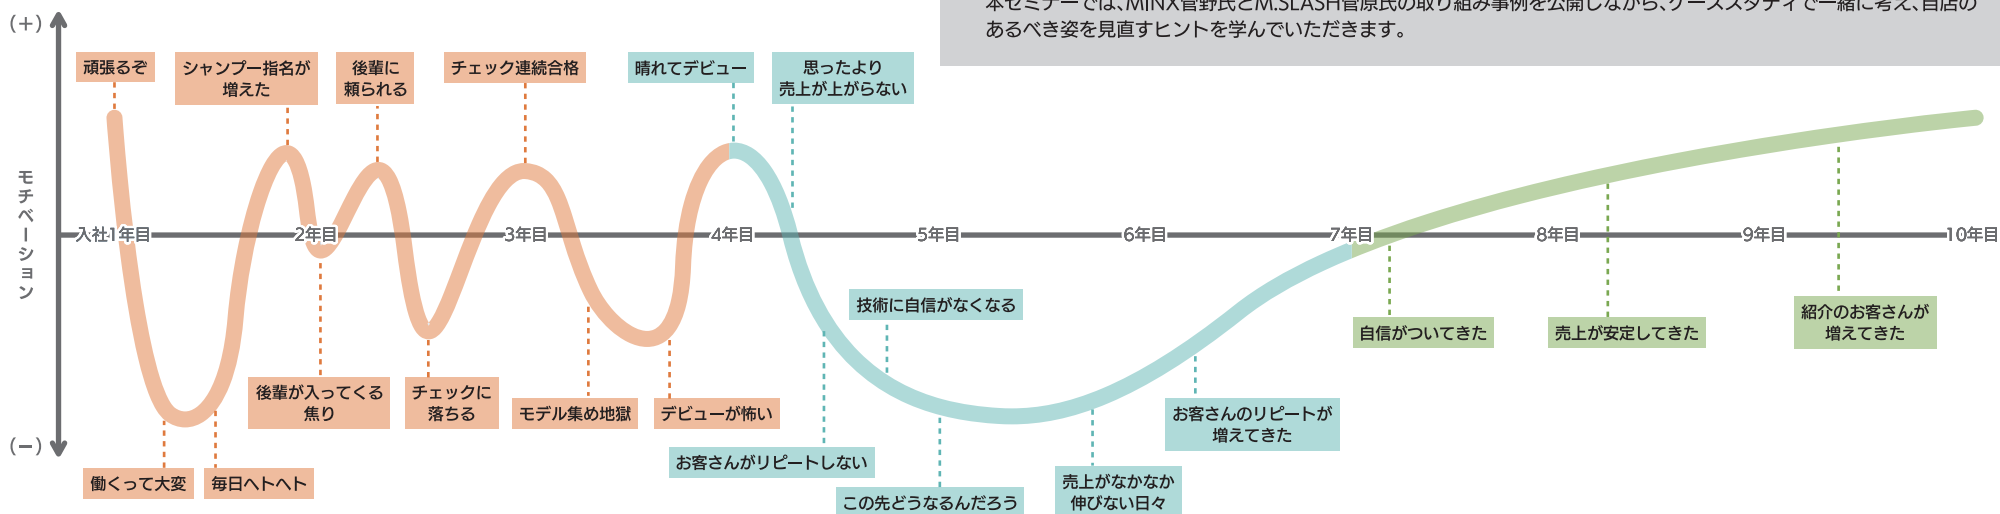 本セミナーでは、MINX菅野氏とM.SLASH菅原氏の取り組み事例を公開しながら、ケーススタディで一緒に考え、自店の
あるべき姿を見直すヒントを学んでいただきます。
(+)
モチベーション
(−)
頑張るぞ
シャンプー指名が
増えた
後輩に
頼られる
チェック連続合格
晴れてデビュー
思ったより
売上が上がらない
入社1年目
2年目
3年目
4年目
5年目
6年目
7年目
8年目
9年目
10年目
技術に自信がなくなる
自信がついてきた
売上が安定してきた
紹介のお客さんが
増えてきた
後輩が入ってくる
焦り
チェックに
落ちる
モデル集め地獄
デビューが怖い
お客さんのリピートが
増えてきた
お客さんがリピートしない
働くって大変
毎日ヘトヘト
この先どうなるんだろう
売上がなかなか
伸びない日々